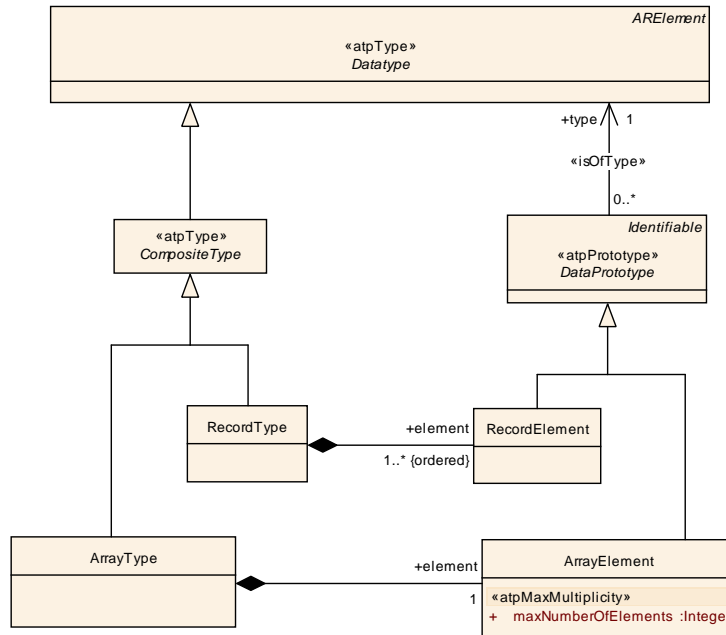 ARElement
«atpType»
Datatype
+type 1
«isOfType»
0..*
«atpType»
CompositeType
Identifiable
«atpPrototype»
DataPrototype
RecordType
+element
1..* {ordered}
RecordElement
ArrayType
+element
1
ArrayElement
«atpMaxMultiplicity»
+ maxNumberOfElements :Integer